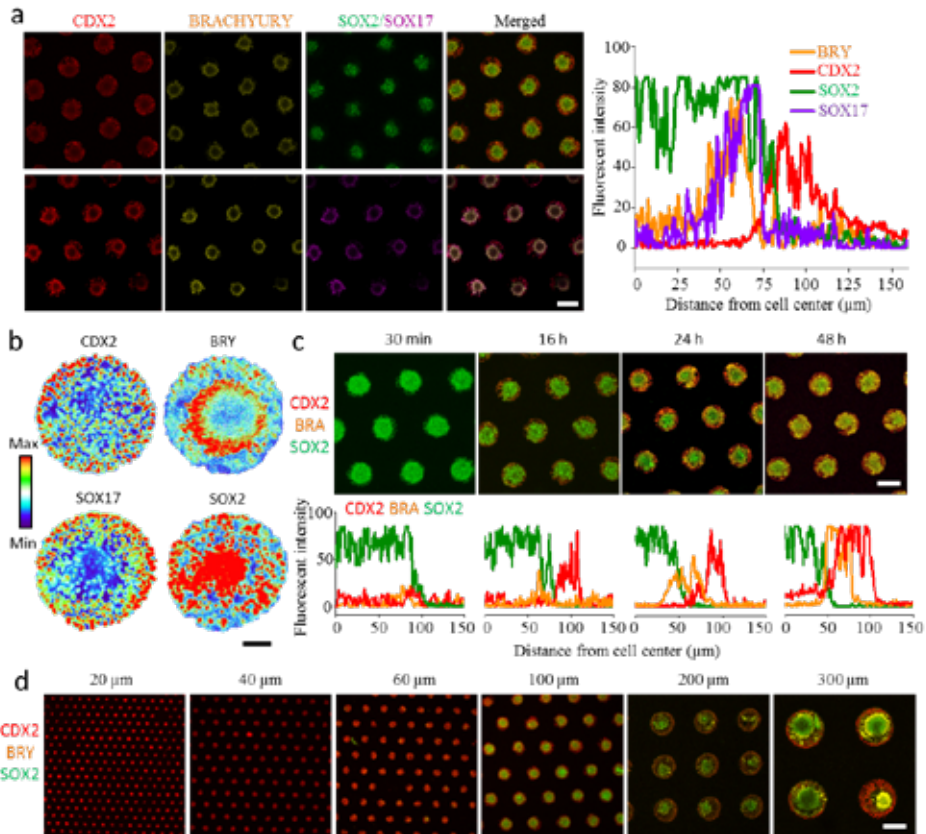 a
CDX2 BRACHYURY SOX2/SOX17 Merged
BRY
CDX2
SOX2
SOX17
Fluorescent intensity
100
80
60
40
20
0
0 25 50 75 100 125 150
Distance from cell center (µm)
b
CDX2 BRY
Max
Min
SOX17 SOX2
c
30 min 16 h 24 h 48 h
CDX2
BRA
SOX2
CDX2 BRA SOX2
Fluorescent intensity
100
50
0
0 50 100 150 0 50 100 150 0 50 100 150 0 50 100 150
Distance from cell center (µm)
d
20 µm 40 µm 60 µm 100 µm 200 µm 300 µm
CDX2
BRY
SOX2